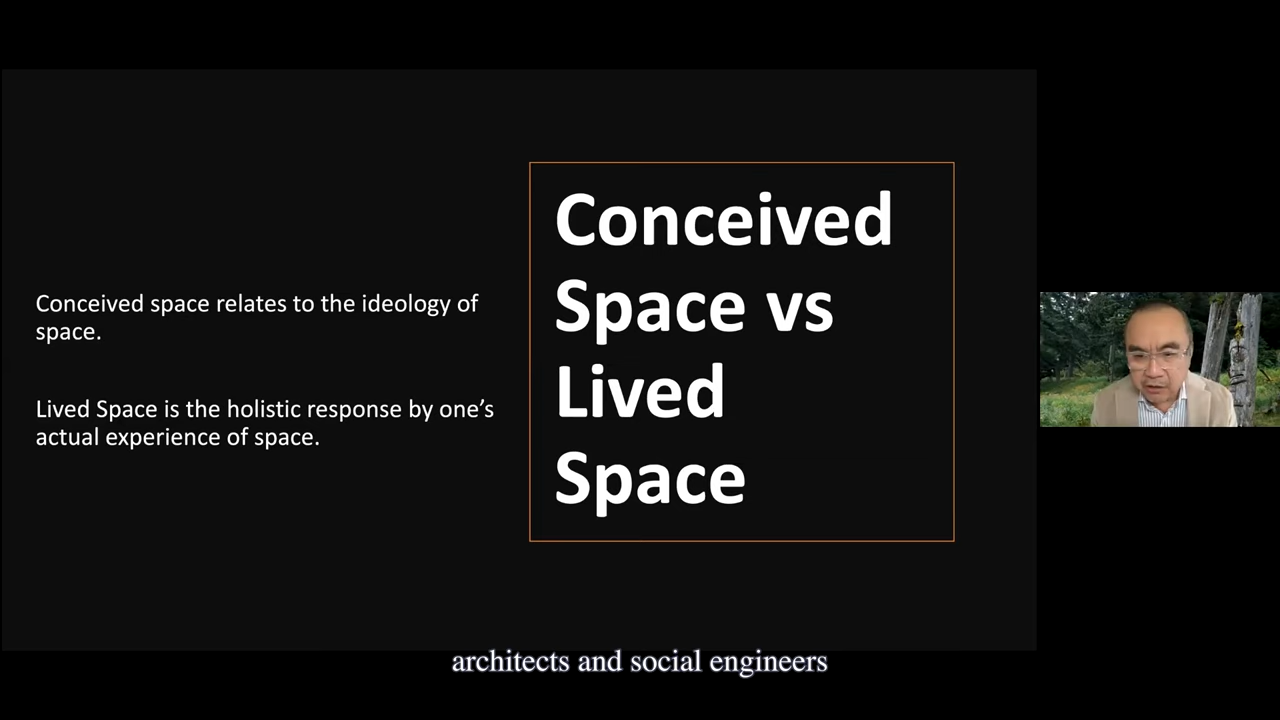 Conceived space relates to the ideology of
space.
Lived Space is the holistic response by one's
actual experience of space.
Conceived
Space vs
Lived
Space
architects and social engineers